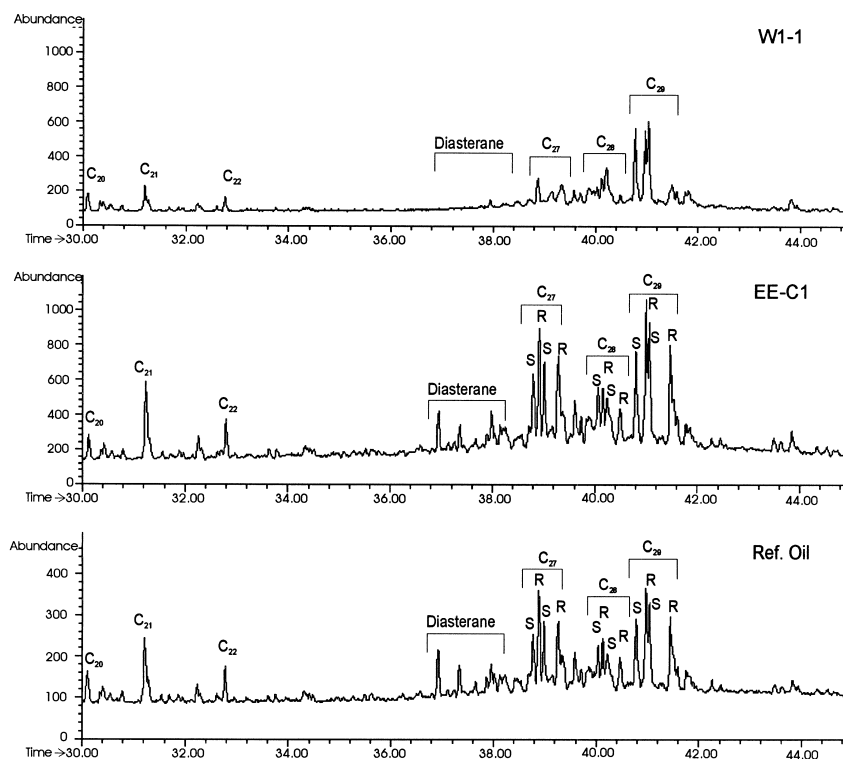 Abundance
W1-1
1000
C29
800
600
Diasterane
C27
C28
400
C20
C21
C22
200
0
Time->30.00 32.00 34.00 36.00 38.00 40.00 42.00 44.00
Abundance
EE-C1
C29
C27
1000
R
R
800
S S R
S S R
C28
C21
R
600
S S R
Diasterane
C22
400
C20
200
0
Time->30.00 32.00 34.00 36.00 38.00 40.00 42.00 44.00
Abundance
Ref. Oil
C27
C29
400
R
R
C28
S S R
S S R
300
Diasterane
R
C21
S S R
C22
200
C20
100
0
Time->30.00 32.00 34.00 36.00 38.00 40.00 42.00 44.00